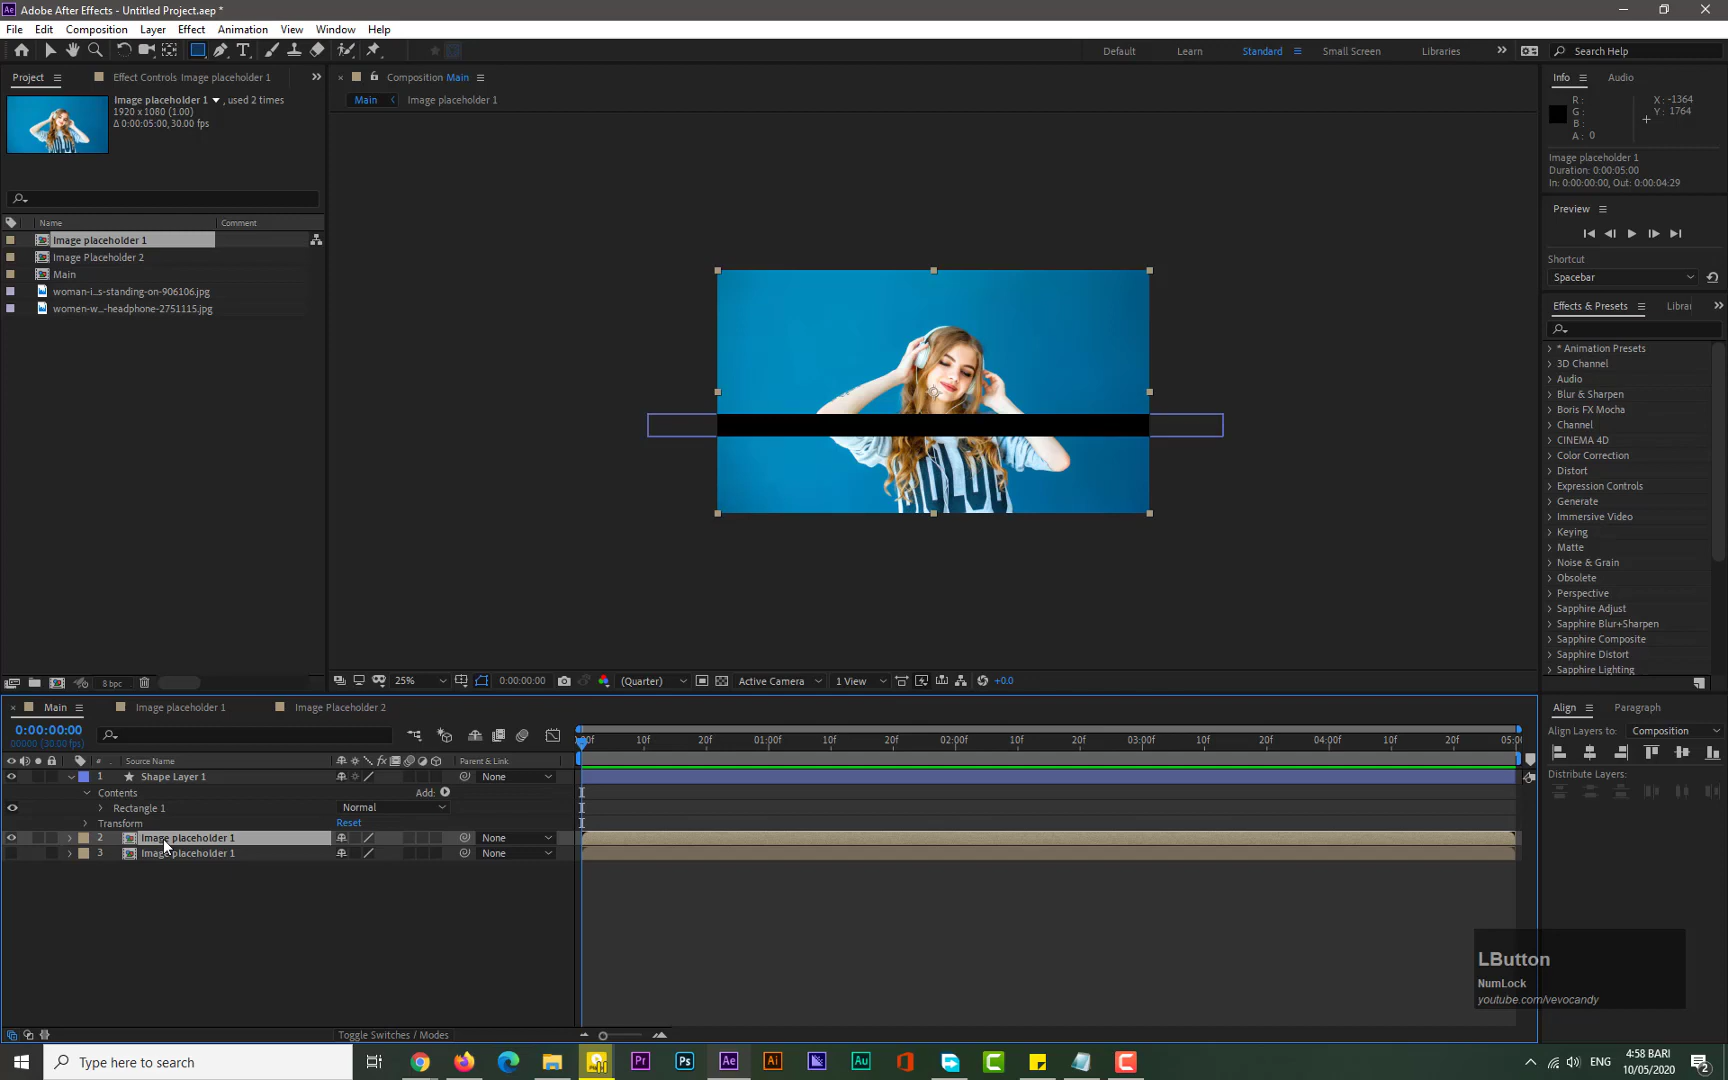 Adobe After Effects - Untitled Project.aep *
File Edit Composition Layer Effect Animation View Window Help
Default Learn Standard Small Screen Libraries Search Help
Project Effect Controls Image placeholder 1
Composition Main
Info Audio
Image placeholder 1 , used 2 times
1920 x 1080 (1.00)
Δ 0:00:05:00, 30.00 fps
Main Image placeholder 1
R :
G :
B :
A : 0
X : -1364
Y : 1764
Image placeholder 1
Duration: 0:00:05:00
In: 0:00:00:00, Out: 0:00:04:29
Name Comment
Image placeholder 1
Image Placeholder 2
Main
woman-i...s-standing-on-906106.jpg
women-w...-headphone-2751115.jpg
Preview
Shortcut
Spacebar
Effects & Presets Librai
* Animation Presets
3D Channel
Audio
Blur & Sharpen
Boris FX Mocha
Channel
CINEMA 4D
Color Correction
Distort
Expression Controls
Generate
Immersive Video
Keying
Matte
Noise & Grain
Obsolete
Perspective
Sapphire Adjust
Sapphire Blur+Sharpen
Sapphire Composite
Sapphire Distort
Sapphire Lighting
8 bpc
25% 0:00:00:00 (Quarter) Active Camera 1 View +0.0
Main Image placeholder 1 Image Placeholder 2
0:00:00:00
00000 (30.00 fps)
:00f 10f 20f 01:00f 10f 20f 02:00f 10f 20f 03:00f 10f 20f 04:00f 10f 20f 05:0
# Source Name fx Parent & Link
1 Shape Layer 1 None
Contents Add:
Rectangle 1 Normal
Transform Reset
2 Image placeholder 1 None
3 Image placeholder 1 None
Toggle Switches / Modes
Align Paragraph
Align Layers to: Composition
Distribute Layers:
LButton
NumLock
youtube.com/vevocandy
Type here to search
Pr Ps Ae Ai Au
ENG
4:58 BARI
10/05/2020
2